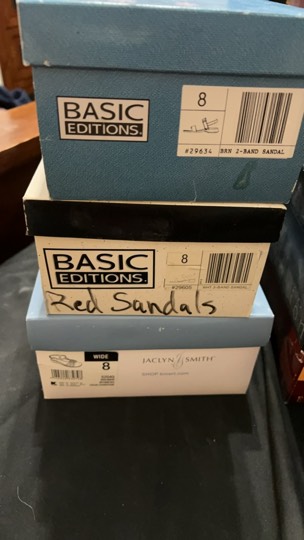 BASIC
EDITIONS.
8
#29634 BRN 2-BAND SANDAL
BASIC
EDITIONS.
8
Red Sandals
WIDE
8
JACLYN SMITH